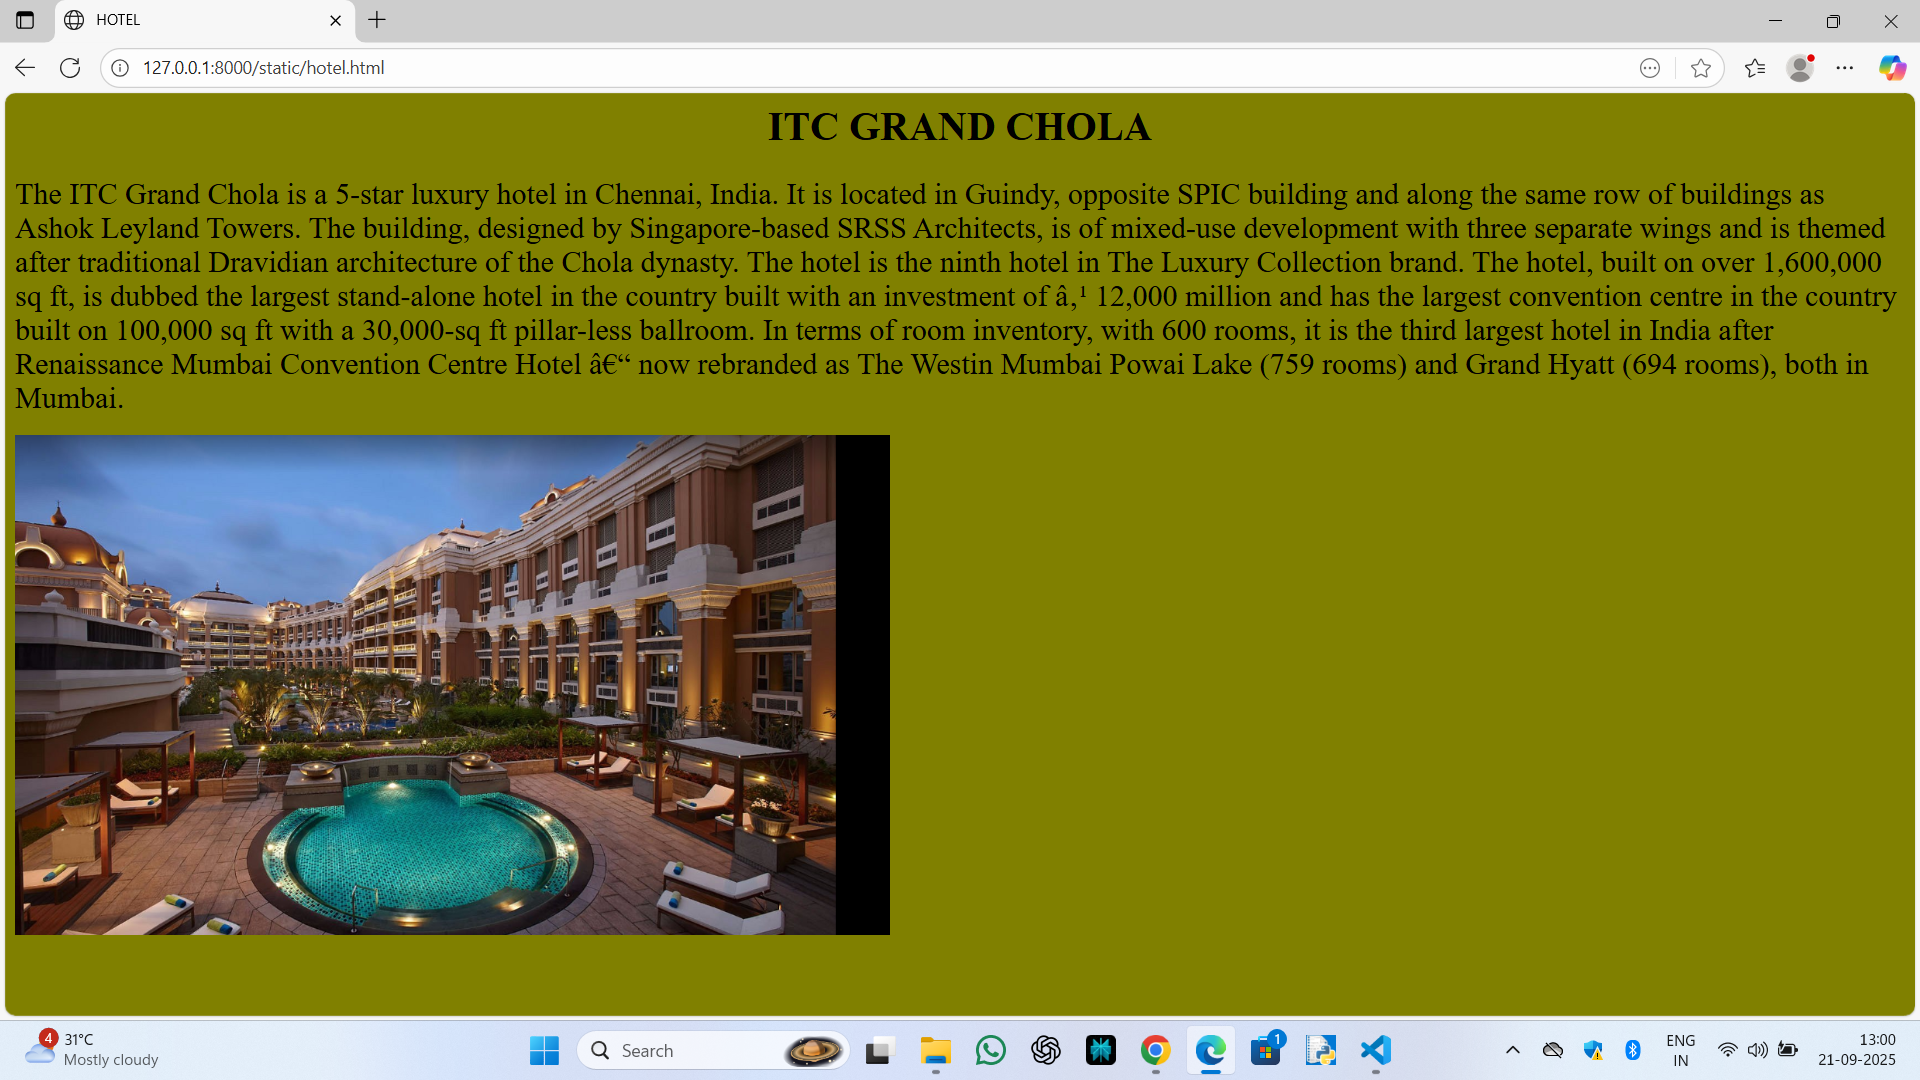 HOTEL
127.0.0.1:8000/static/hotel.html
ITC GRAND CHOLA
The ITC Grand Chola is a 5-star luxury hotel in Chennai, India. It is located in Guindy, opposite SPIC building and along the same row of buildings as
Ashok Leyland Towers. The building, designed by Singapore-based SRSS Architects, is of mixed-use development with three separate wings and is themed
after traditional Dravidian architecture of the Chola dynasty. The hotel is the ninth hotel in The Luxury Collection brand. The hotel, built on over 1,600,000
sq ft, is dubbed the largest stand-alone hotel in the country built with an investment of â‚¹ 12,000 million and has the largest convention centre in the country
built on 100,000 sq ft with a 30,000-sq ft pillar-less ballroom. In terms of room inventory, with 600 rooms, it is the third largest hotel in India after
Renaissance Mumbai Convention Centre Hotel â€“ now rebranded as The Westin Mumbai Powai Lake (759 rooms) and Grand Hyatt (694 rooms), both in
Mumbai.
4
31°C
Mostly cloudy
Search
1
ENG
IN
13:00
21-09-2025